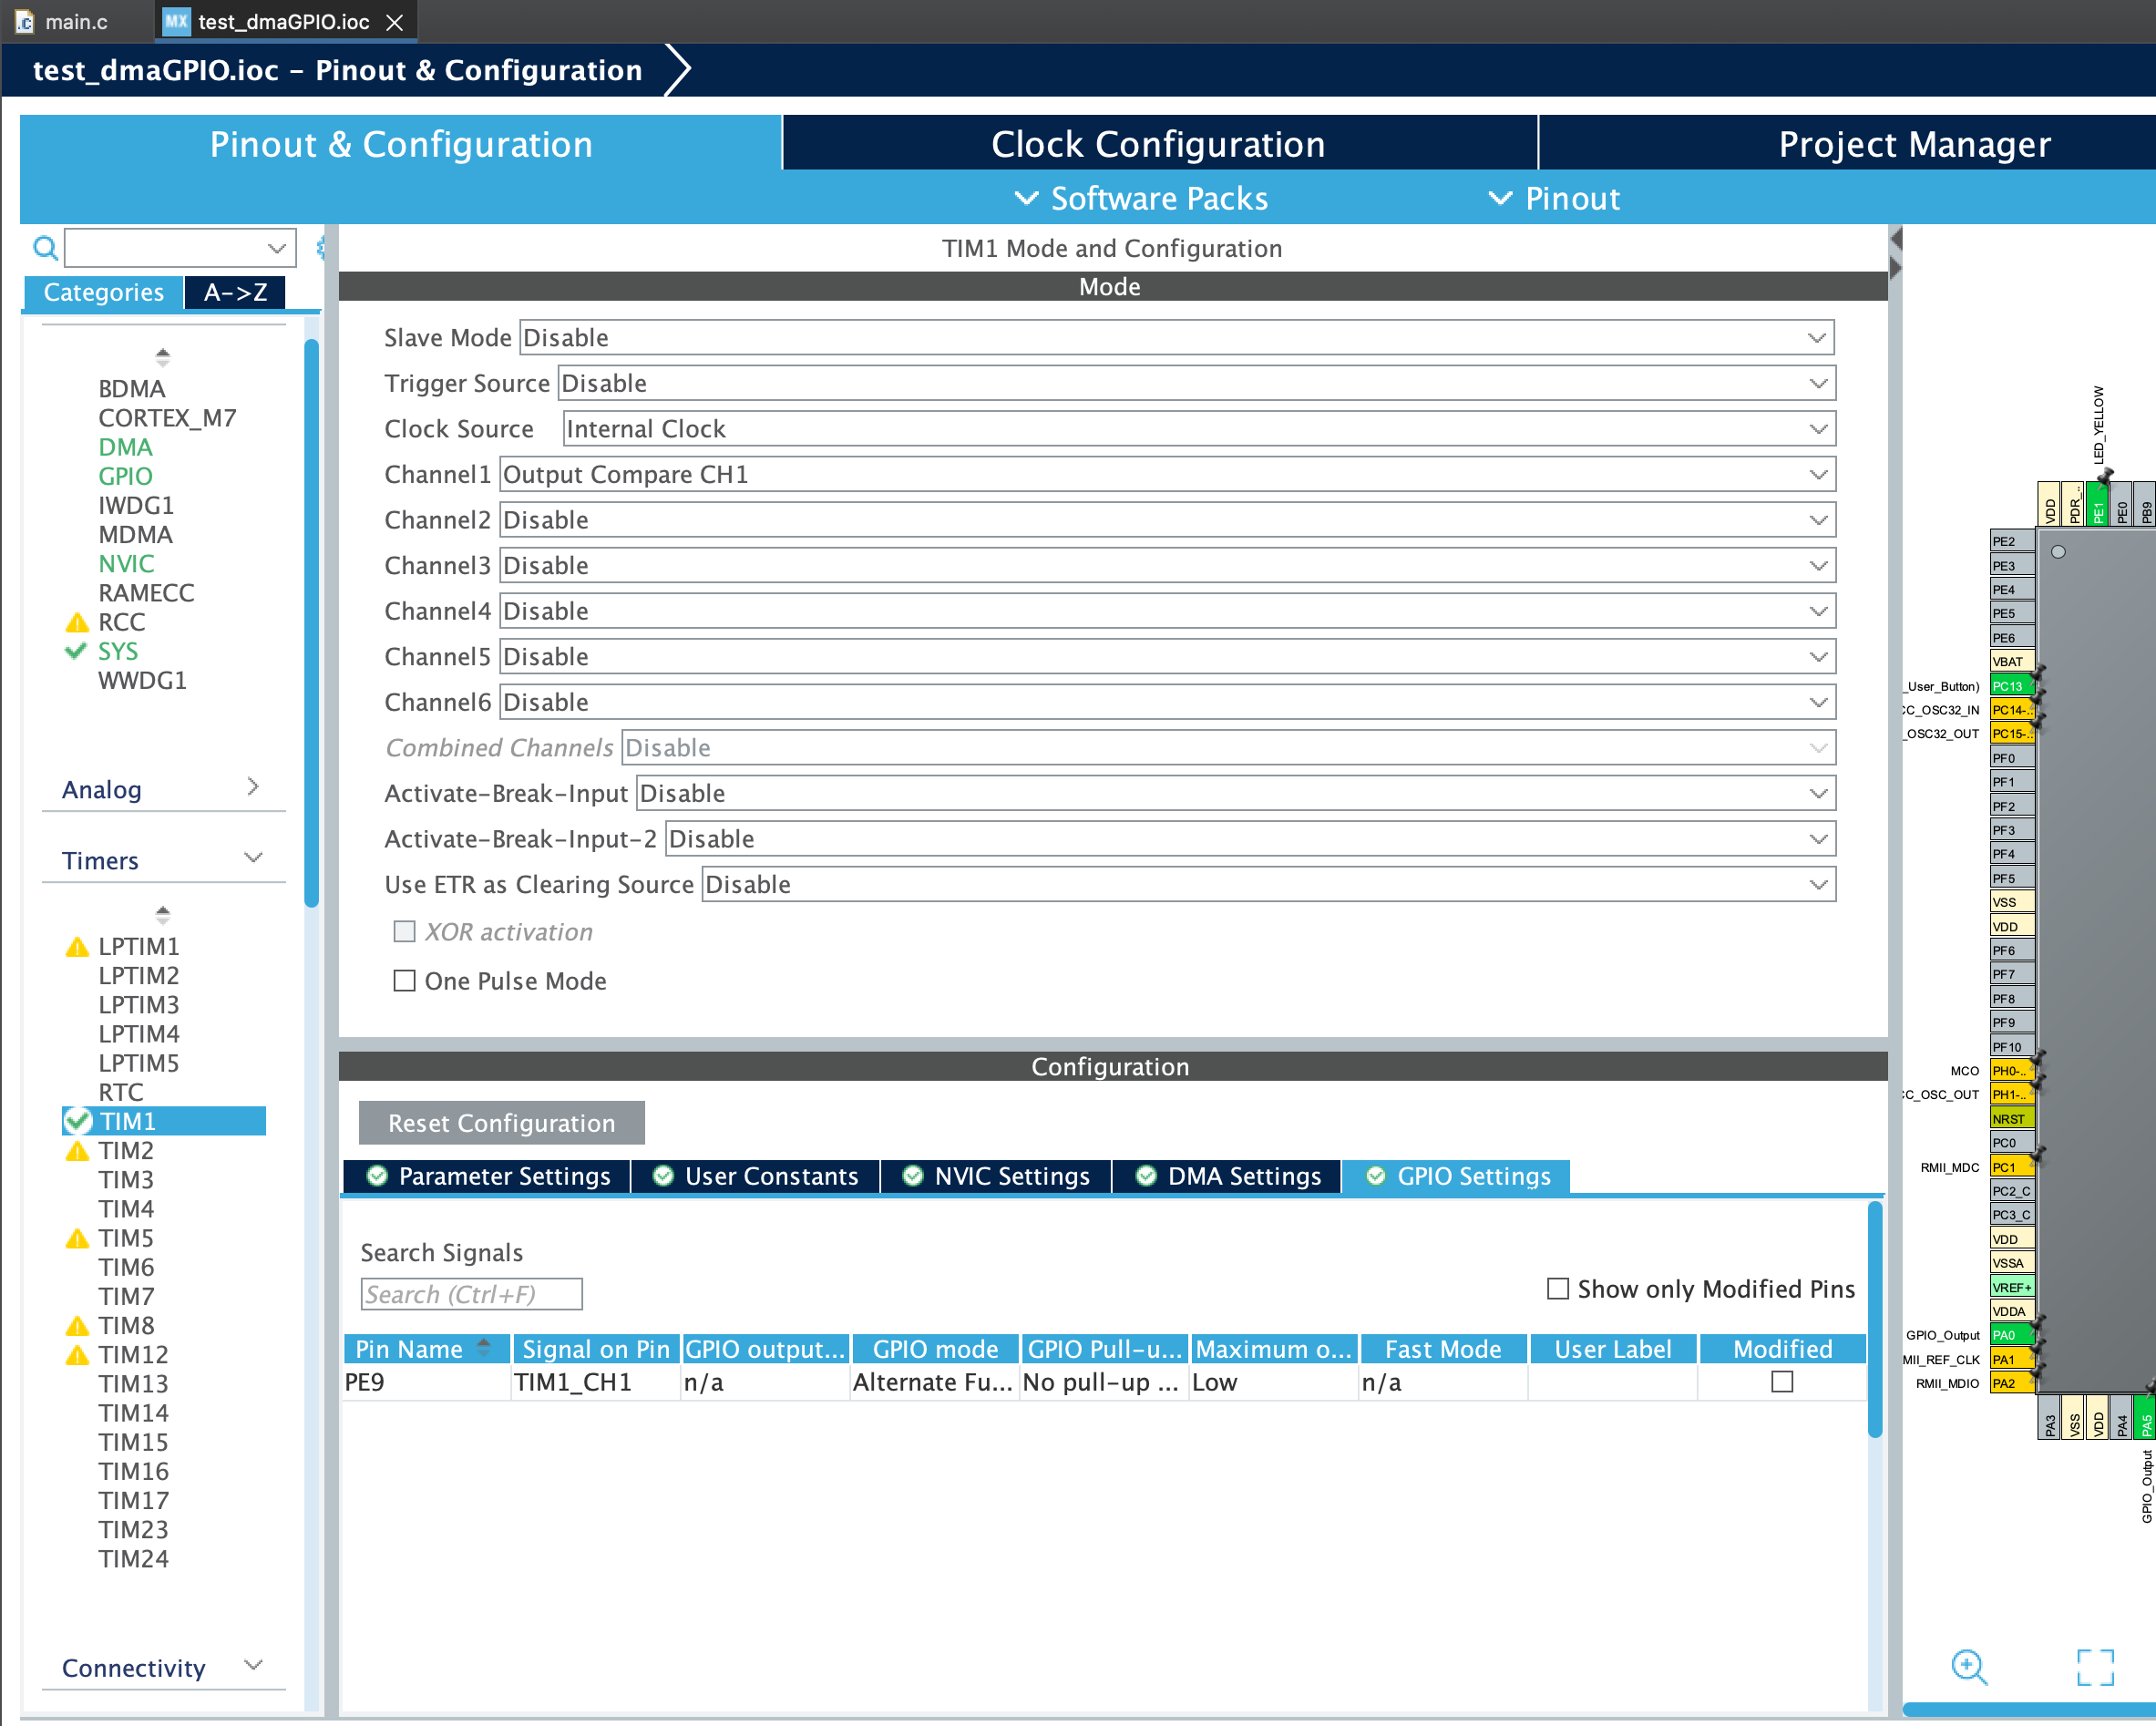 main.c
MX test_dmaGPIO.ioc
test_dmaGPIO.ioc – Pinout & Configuration
Pinout & Configuration
Clock Configuration
Project Manager
Software Packs
Pinout
Categories
A->Z
BDMA
CORTEX_M7
DMA
GPIO
IWDG1
MDMA
NVIC
RAMECC
RCC
SYS
WWDG1
Analog
Timers
LPTIM1
LPTIM2
LPTIM3
LPTIM4
LPTIM5
RTC
TIM1
TIM2
TIM3
TIM4
TIM5
TIM6
TIM7
TIM8
TIM12
TIM13
TIM14
TIM15
TIM16
TIM17
TIM23
TIM24
Connectivity
TIM1 Mode and Configuration
Mode
Slave Mode Disable
Trigger Source Disable
Clock Source Internal Clock
Channel1 Output Compare CH1
Channel2 Disable
Channel3 Disable
Channel4 Disable
Channel5 Disable
Channel6 Disable
Combined Channels Disable
Activate-Break-Input Disable
Activate-Break-Input-2 Disable
Use ETR as Clearing Source Disable
XOR activation
One Pulse Mode
Configuration
Reset Configuration
Parameter Settings
User Constants
NVIC Settings
DMA Settings
GPIO Settings
Search Signals
Search (Ctrl+F)
Show only Modified Pins
Pin Name Signal on Pin GPIO output... GPIO mode GPIO Pull-u... Maximum o... Fast Mode User Label Modified
PE9 TIM1_CH1 n/a Alternate Fu... No pull-up ... Low n/a
LED_YELLOW
VDD
PDR_..
PE1
PE0
PB9
PE2
PE3
PE4
PE5
PE6
VBAT
_User_Button) PC13
CC_OSC32_IN PC14-..
_OSC32_OUT PC15-..
PF0
PF1
PF2
PF3
PF4
PF5
VSS
VDD
PF6
PF7
PF8
PF9
PF10
MCO PH0-..
CC_OSC_OUT PH1-..
NRST
PC0
RMII_MDC PC1
PC2_C
PC3_C
VDD
VSSA
VREF+
VDDA
GPIO_Output PA0
MII_REF_CLK PA1
RMII_MDIO PA2
PA3
VSS
VDD
PA4
PA5
GPIO_Output